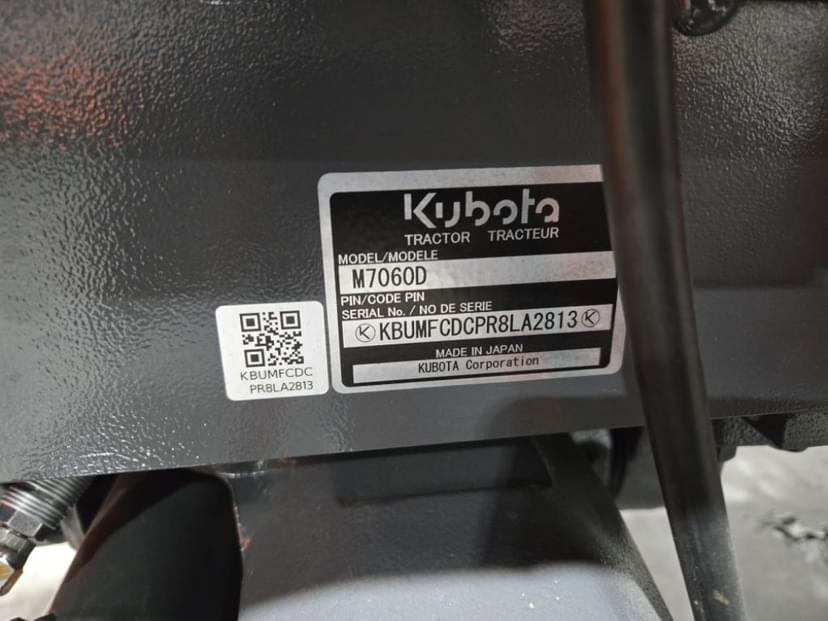 Kubota
TRACTOR TRACTEUR
MODEL/MODELE
M7060D
PIN/CODE PIN
SERIAL No. / NO DE SERIE
KBUMFCDCPR8LA2813
MADE IN JAPAN
KUBOTA Corporation
KBUMFCDC
PR8LA2813